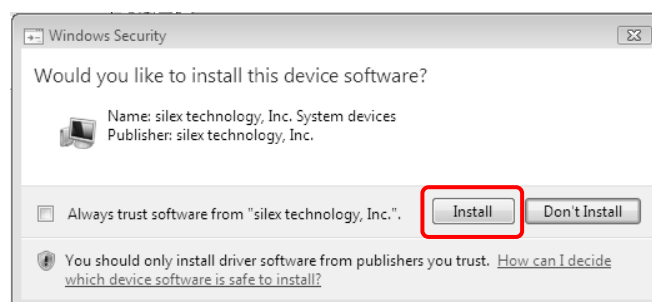 Windows Security
Would you like to install this device software?
Name: silex technology, Inc. System devices
Publisher: silex technology, Inc.
Always trust software from "silex technology, Inc.".
Install
Don't Install
You should only install driver software from publishers you trust. How can I decide
which device software is safe to install?